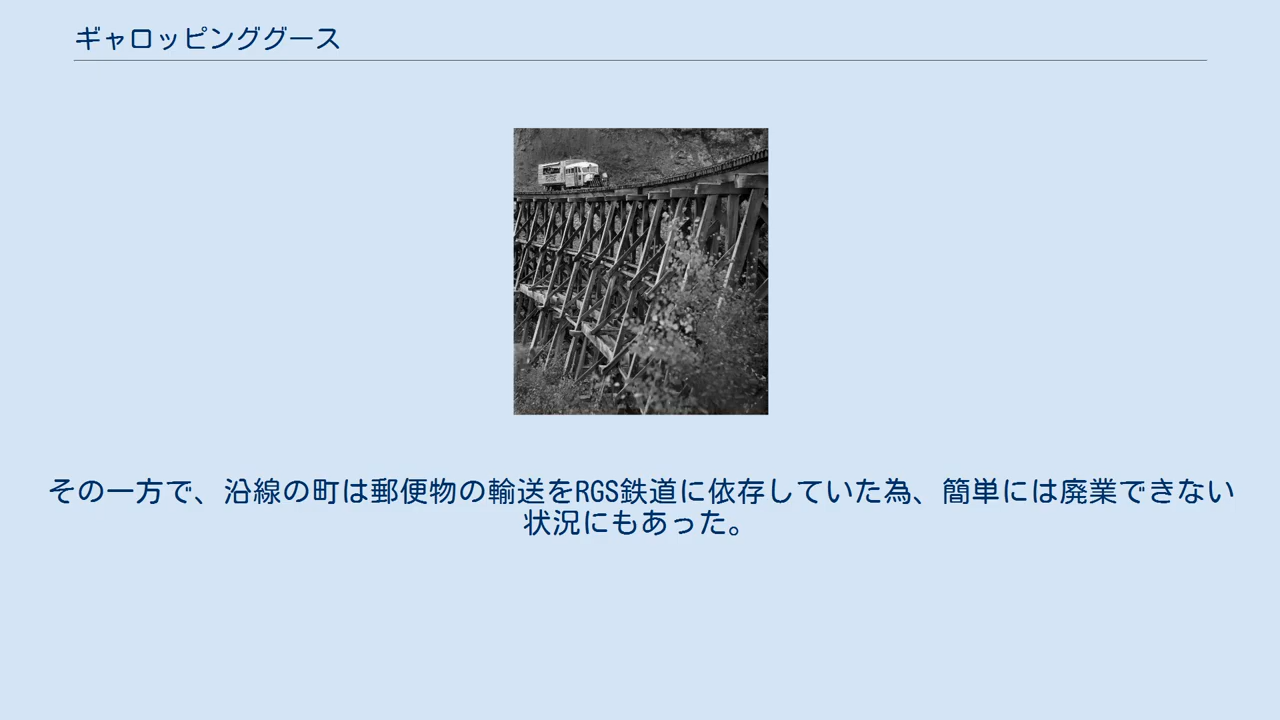 ギャロッピンググース
その一方で、沿線の町は郵便物の輸送をRGS鉄道に依存していた為、簡単には廃業できない
状況にもあった。